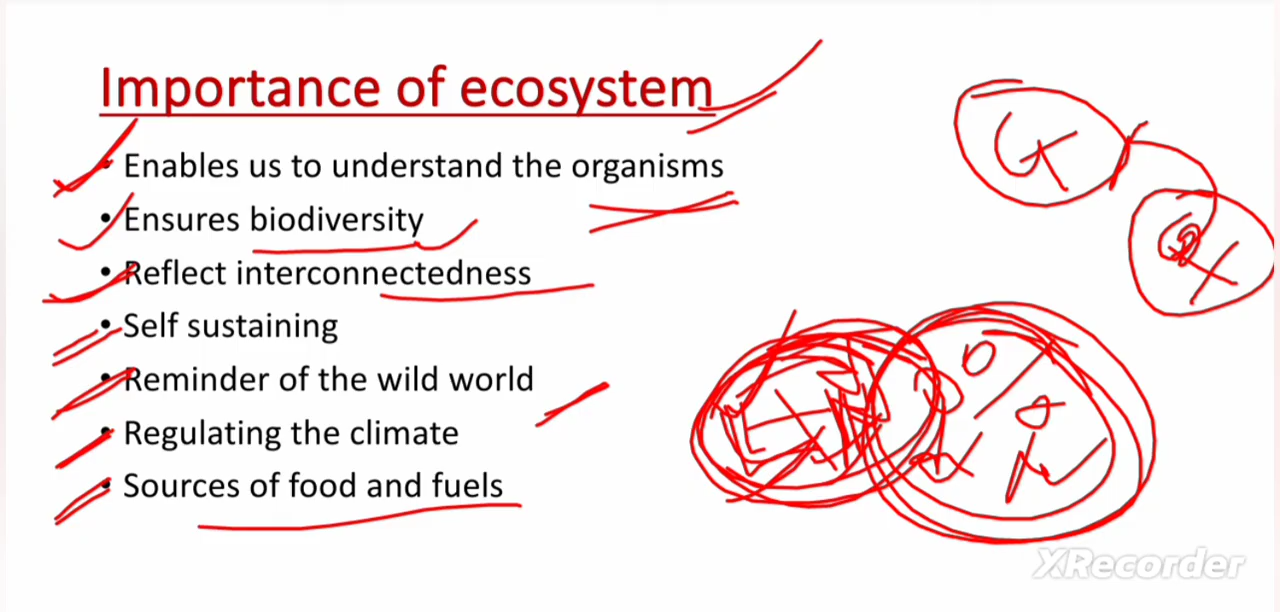 Importance of ecosystem
• Enables us to understand the organisms
• Ensures biodiversity
• Reflect interconnectedness
• Self sustaining
• Reminder of the wild world
• Regulating the climate
• Sources of food and fuels
XRecorder